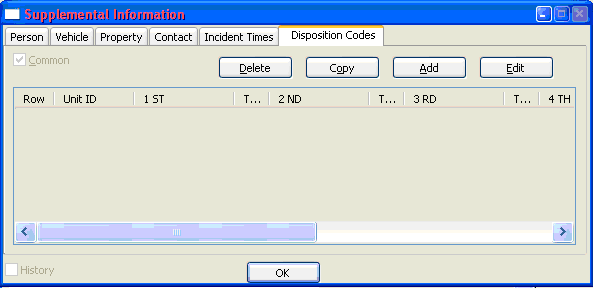 Supplemental Information
Person Vehicle Property Contact Incident Times Disposition Codes
Common
Delete Copy Add Edit
Row Unit ID 1 ST T... 2 ND T... 3 RD T... 4 TH
History
OK